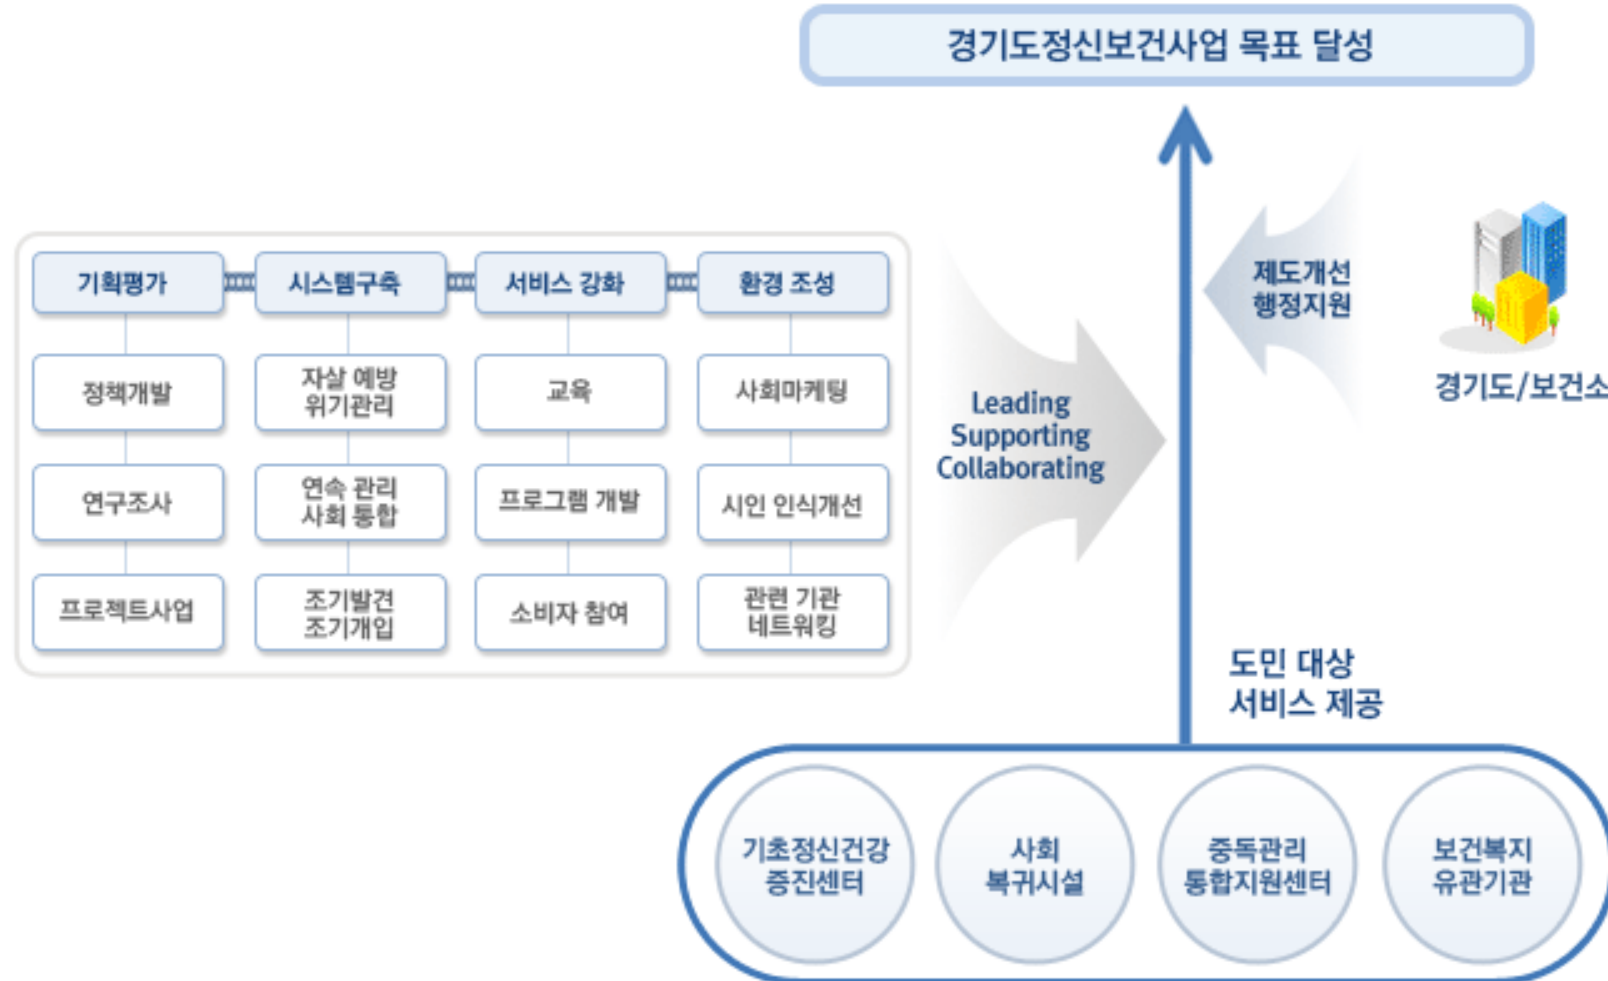 경기도정신보건사업 목표 달성
기획평가
시스템구축
서비스 강화
환경 조성
정책개발
자살 예방
위기관리
교육
사회마케팅
연구조사
연속 관리
사회 통합
프로그램 개발
시인 인식개선
프로젝트사업
조기발견
조기개입
소비자 참여
관련 기관
네트워킹
Leading
Supporting
Collaborating
제도개선
행정지원
경기도/보건소
도민 대상
서비스 제공
기초정신건강
증진센터
사회
복귀시설
중독관리
통합지원센터
보건복지
유관기관